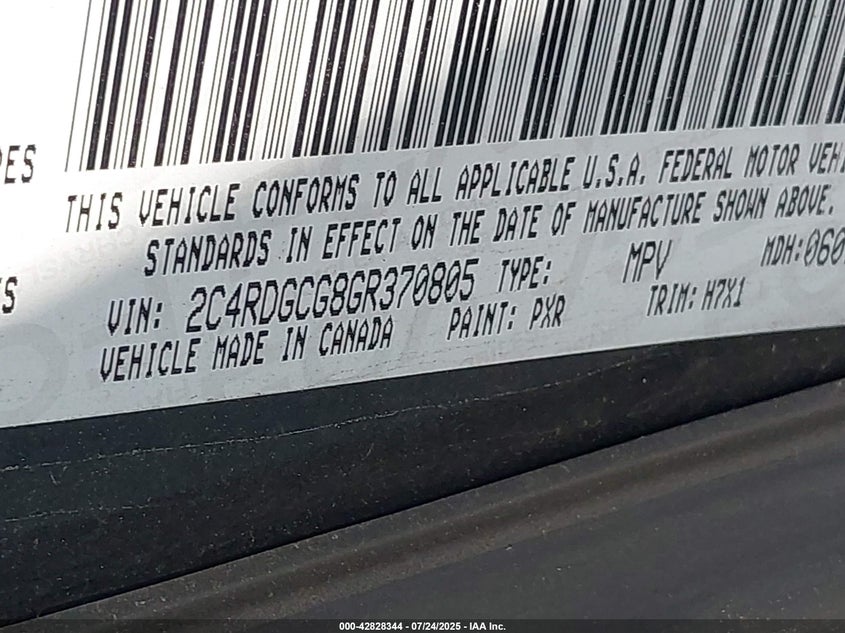 DES
THIS VEHICLE CONFORMS TO ALL APPLICABLE U.S.A. FEDERAL MOTOR VEHI
STANDARDS IN EFFECT ON THE DATE OF MANUFACTURE SHOWN ABOVE.
S
VIN: 2C4RDGCG8GR370805 TYPE: MPV MDH:060
VEHICLE MADE IN CANADA PAINT: PXR TRIM: H7X1
000-42828344 / 07/24/2025 - IAA Inc.